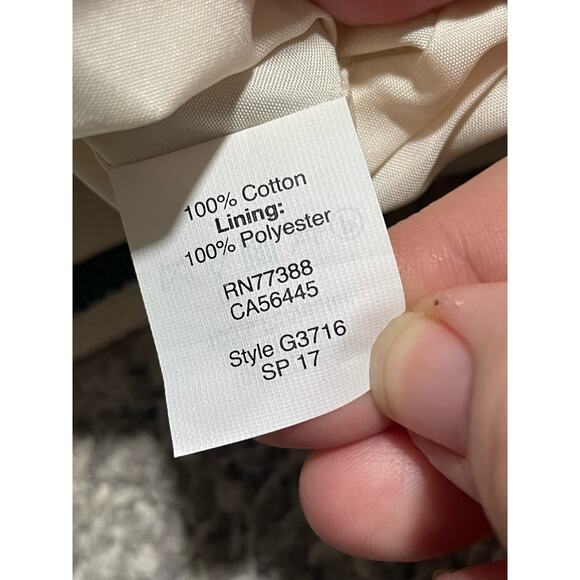 100% Cotton
Lining:
100% Polyester
RN77388
CA56445
Style G3716
SP 17